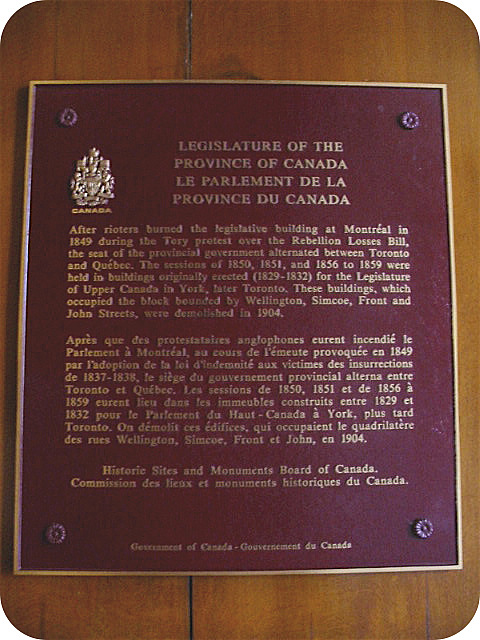 LEGISLATURE OF THE
PROVINCE OF CANADA
LE PARLEMENT DE LA
PROVINCE DU CANADA
CANADA
After rioters burned the legislative building at Montréal in
1849 during the Tory protest over the Rebellion Losses Bill,
the seat of the provincial government alternated between Toronto
and Québec. The sessions of 1850, 1851, and 1856 to 1859 were
held in buildings originally erected (1829-1832) for the Legislature
of Upper Canada in York, later Toronto. These buildings, which
occupied the block bounded by Wellington, Simcoe, Front and
John Streets, were demolished in 1904.
Après que des protestataires anglophones eurent incendié le
Parlement à Montréal, au cours de l'émeute provoquée en 1849
par l'adoption de la loi d'indemnité aux victimes des insurrections
de 1837-1838, le siège du gouvernement provincial alterna entre
Toronto et Québec. Les sessions de 1850, 1851 et de 1856 à
1859 eurent lieu dans les immeubles construits entre 1829 et
1832 pour le Parlement du Haut-Canada à York, plus tard
Toronto. On démolit ces édifices, qui occupaient le quadrilatère
des rues Wellington, Simcoe, Front et John, en 1904.
Historic Sites and Monuments Board of Canada.
Commission des lieux et monuments historiques du Canada.
Government of Canada - Gouvernement du Canada